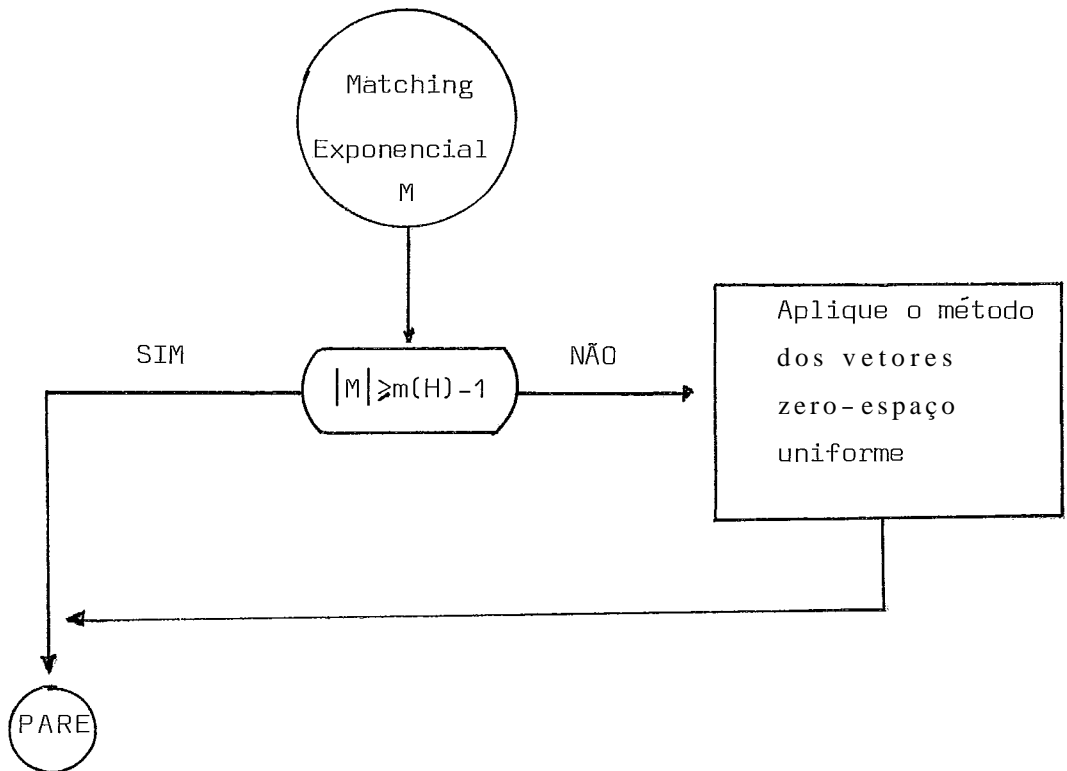 Matching
Exponencial
M
SIM
|M|⩾m(H)-1
NÃO
Aplique o método
dos vetores
zero-espaço
uniforme
PARE